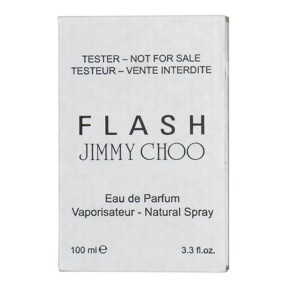 TESTER – NOT FOR SALE
TESTEUR – VENTE INTERDITE
FLASH
JIMMY CHOO
Eau de Parfum
Vaporisateur - Natural Spray
100 ml e 3.3 fl.oz.